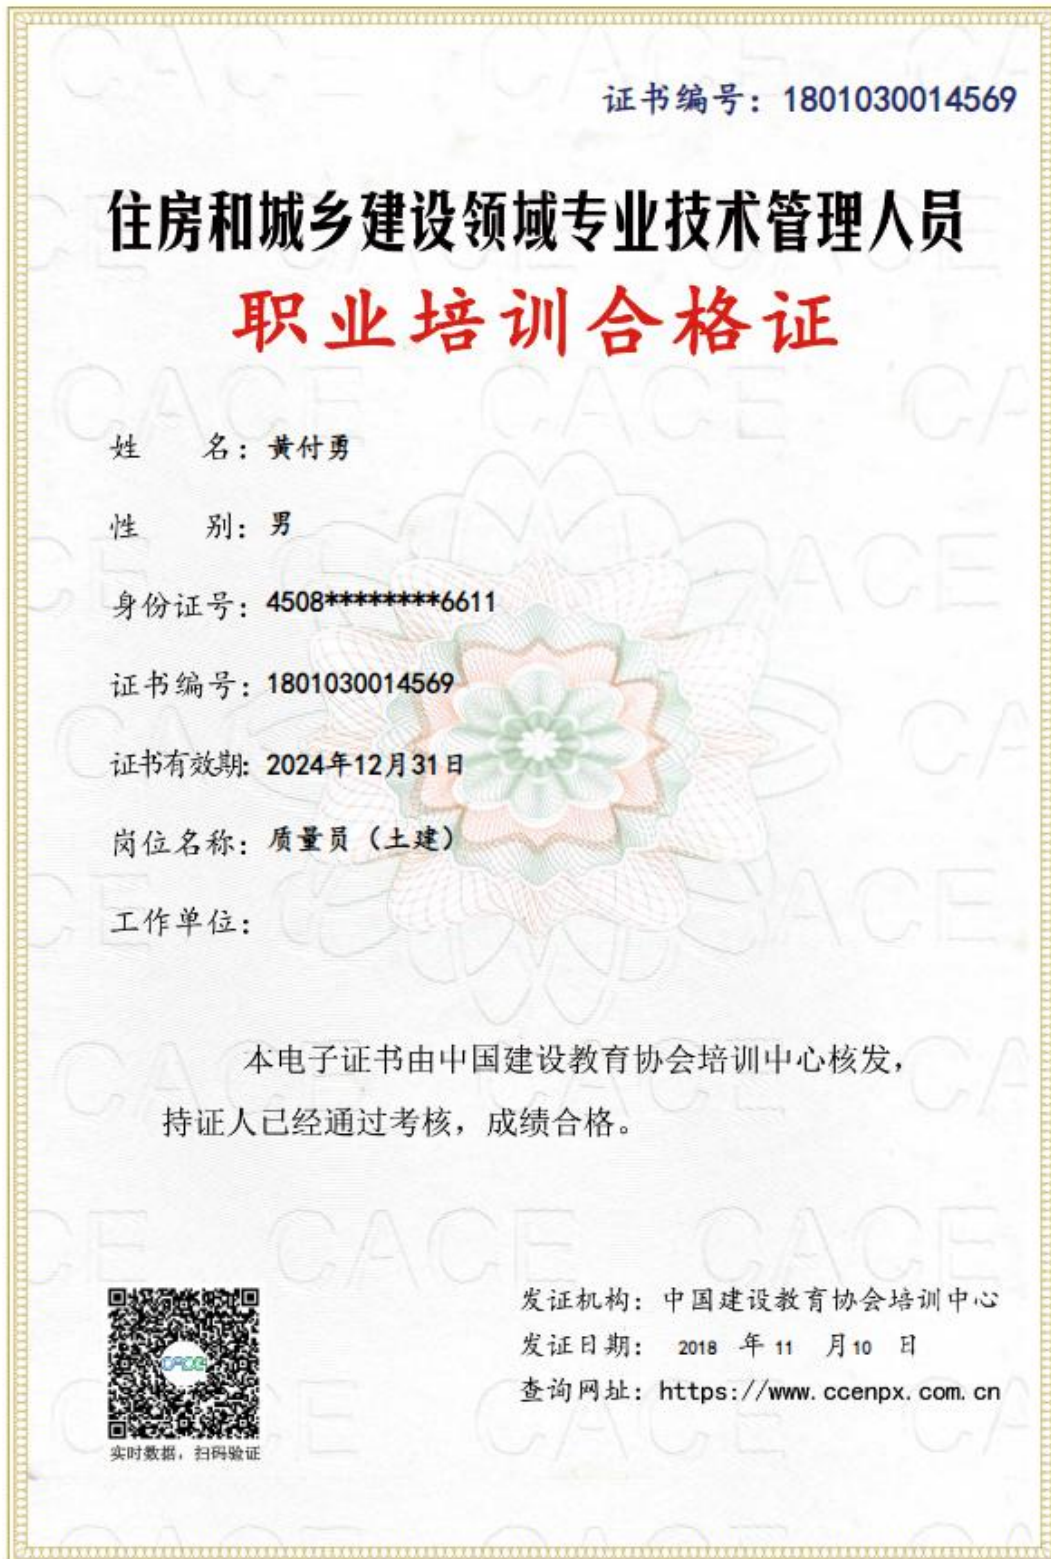 证书编号：1801030014569
住房和城乡建设领域专业技术管理人员
职业培训合格证
姓 名：黄付勇
性 别：男
身份证号：4508********6611
证书编号：1801030014569
证书有效期：2024年12月31日
岗位名称：质量员（土建）
工作单位：
本电子证书由中国建设教育协会培训中心核发，
持证人已经通过考核，成绩合格。
CACE
实时数据，扫码验证
发证机构：中国建设教育协会培训中心
发证日期： 2018 年 11 月 10 日
查询网址：https://www.ccenpx.com.cn